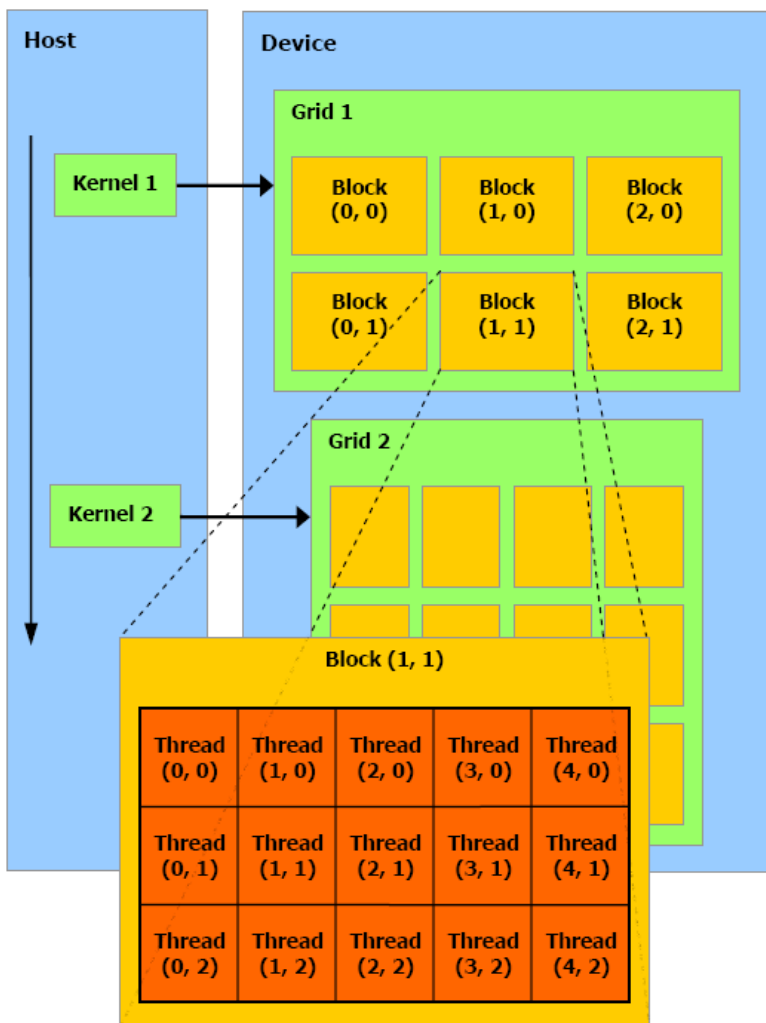 Host
Device
Grid 1
Kernel 1
Block
(0, 0)
Block
(1, 0)
Block
(2, 0)
Block
(0, 1)
Block
(1, 1)
Block
(2, 1)
Grid 2
Kernel 2
Block (1, 1)
Thread
(0, 0)
Thread
(1, 0)
Thread
(2, 0)
Thread
(3, 0)
Thread
(4, 0)
Thread
(0, 1)
Thread
(1, 1)
Thread
(2, 1)
Thread
(3, 1)
Thread
(4, 1)
Thread
(0, 2)
Thread
(1, 2)
Thread
(2, 2)
Thread
(3, 2)
Thread
(4, 2)